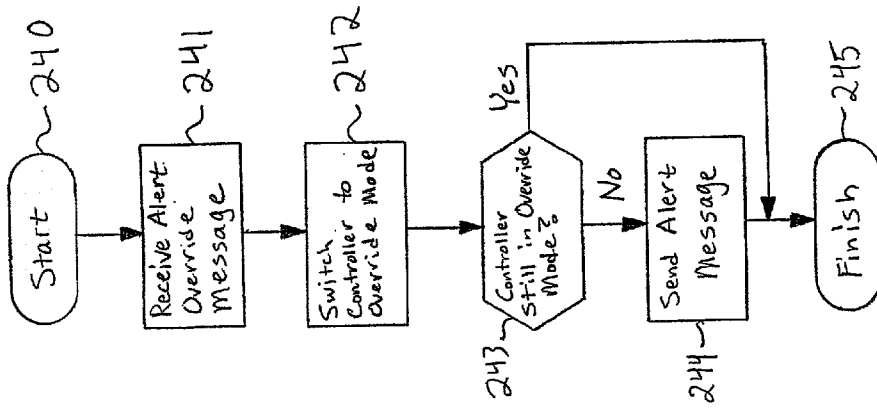 Start
240
Receive Alert
Override
Message
241
Switch
Controller to
Override Mode
242
Controller
Still in Override
Mode?
243
Yes
No
Send Alert
Message
244
Finish
245